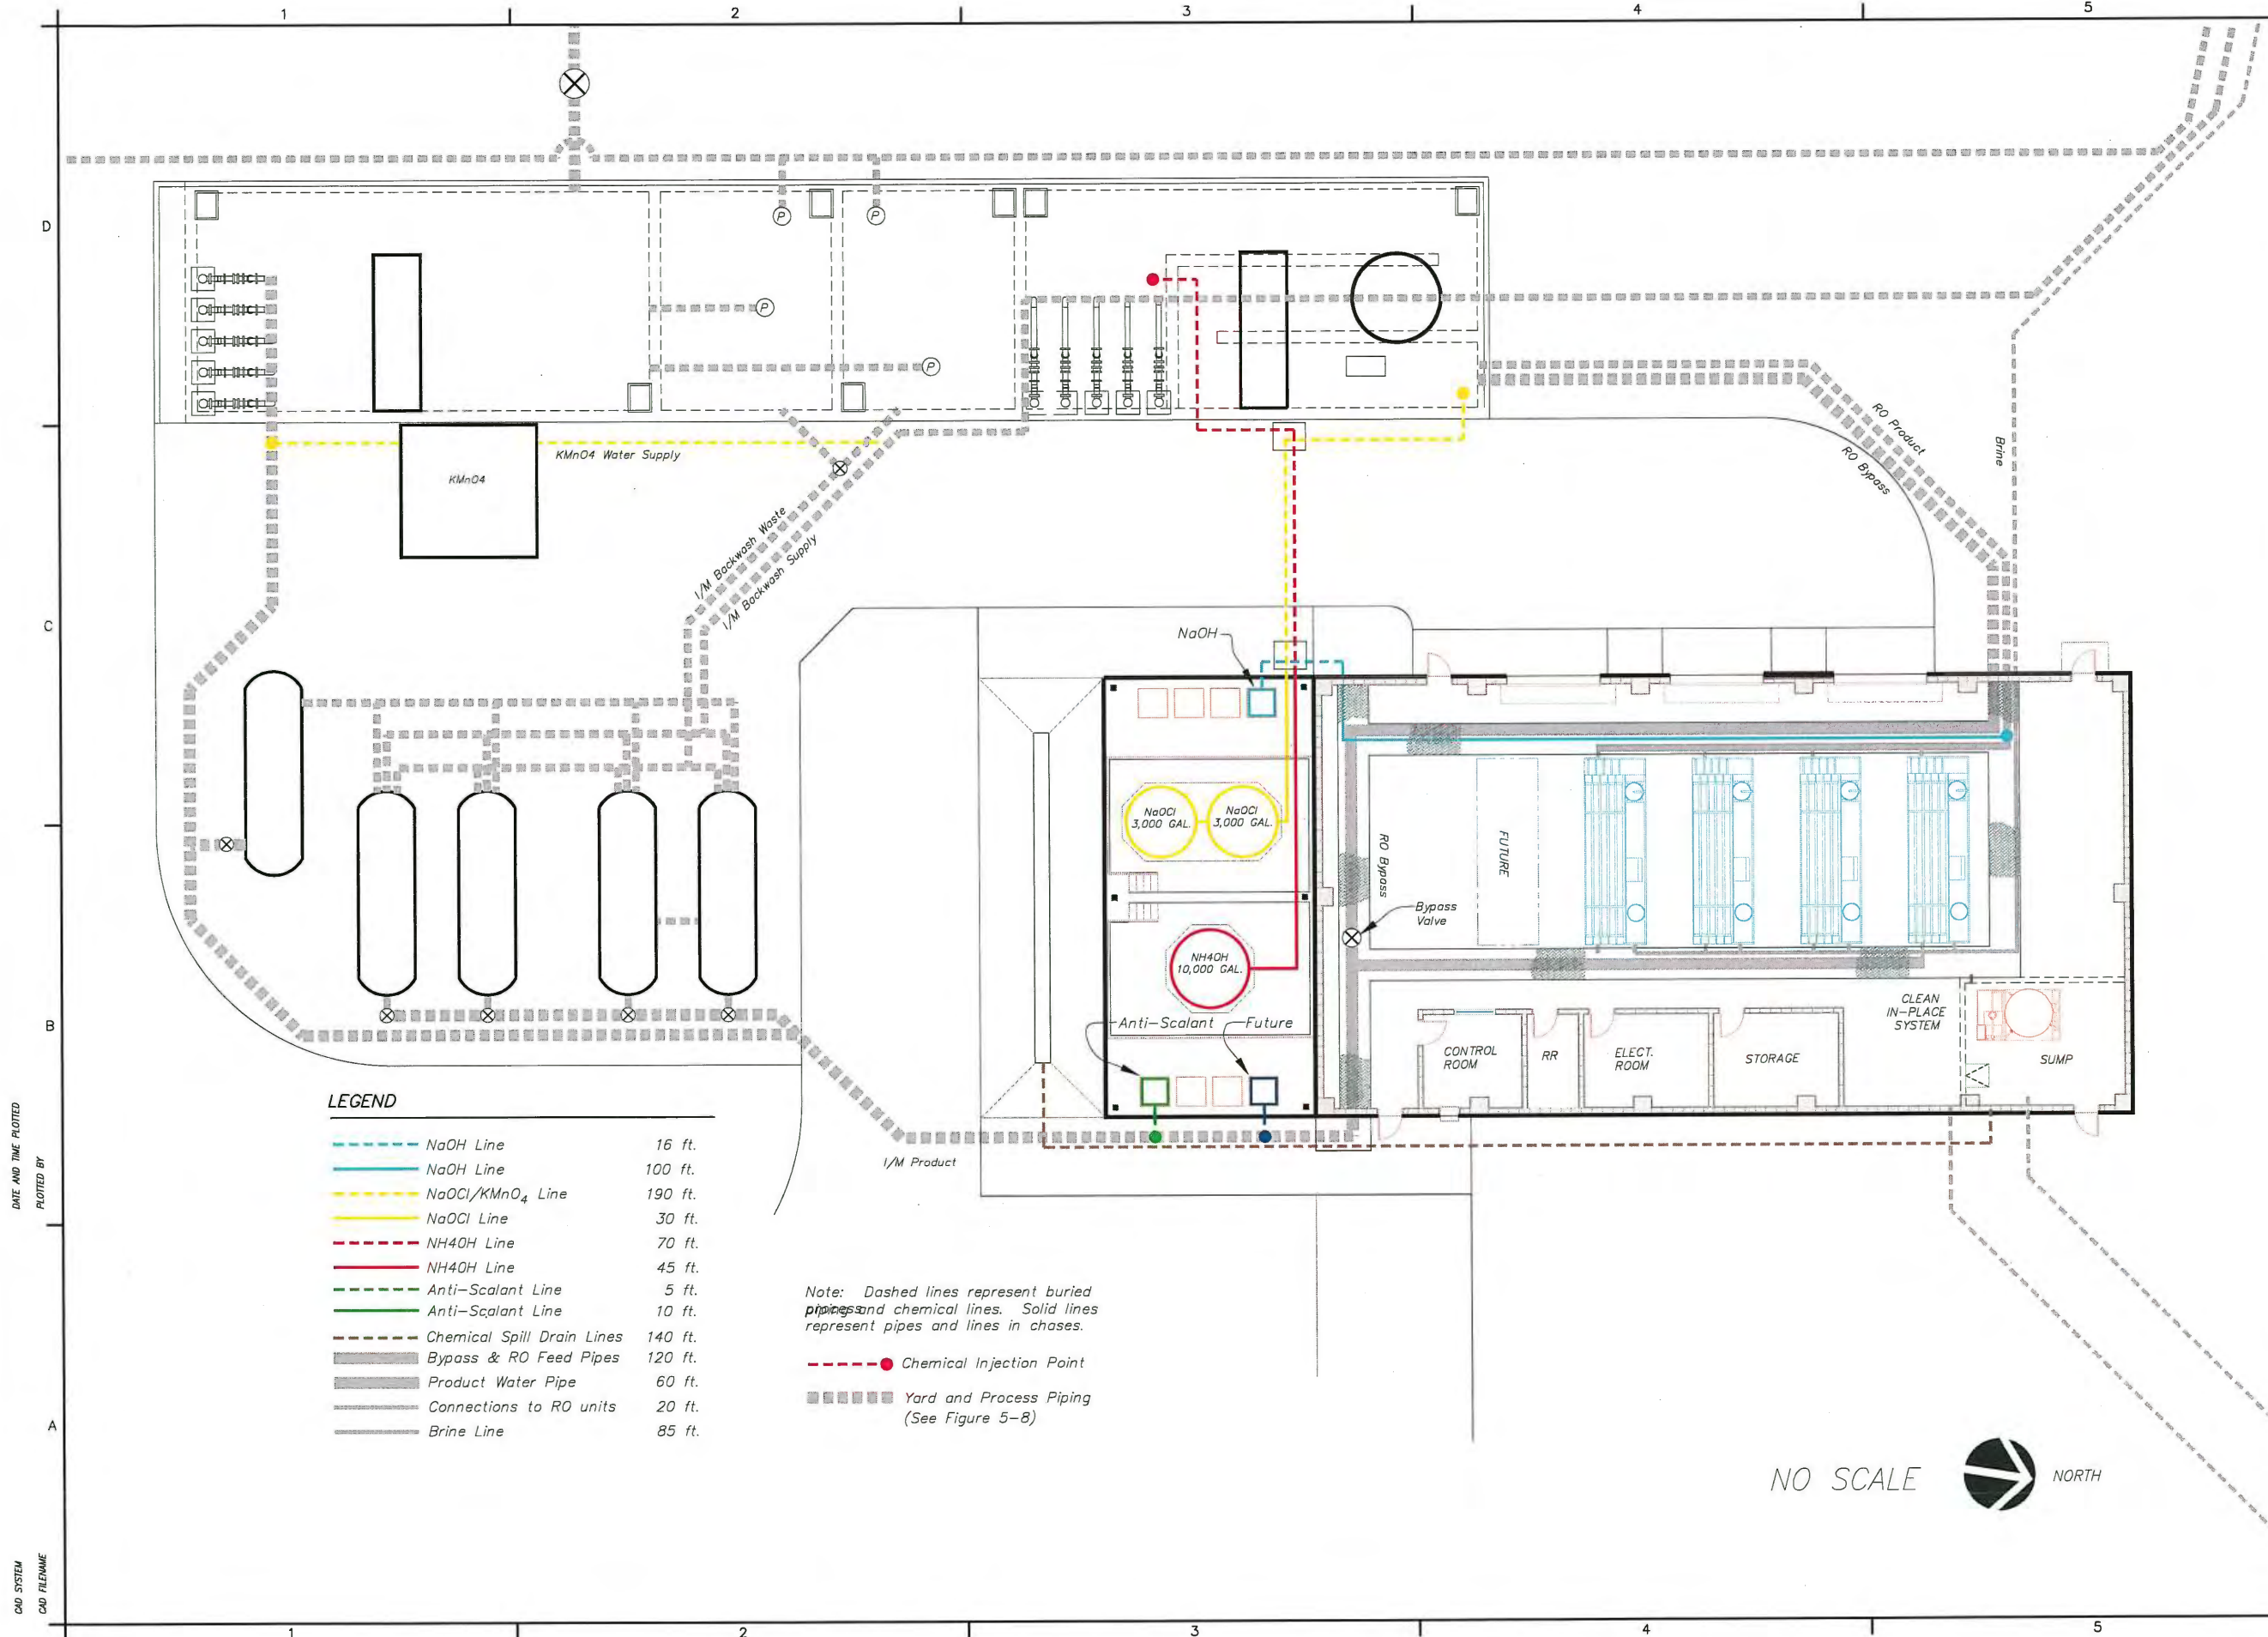 1 2 3 4 5
D
C
B
A
P
P
P
P
KMnO4
KMnO4 Water Supply
I/M Backwash Waste
I/M Backwash Supply
RO Product
RO Bypass
Brine
NaOH
NaOCl
3,000 GAL.
NaOCl
3,000 GAL.
NH4OH
10,000 GAL.
Anti-Scalant
Future
RO Bypass
Bypass
Valve
FUTURE
CONTROL
ROOM
RR
ELECT.
ROOM
STORAGE
CLEAN
IN-PLACE
SYSTEM
SUMP
I/M Product
LEGEND
NaOH Line 16 ft.
NaOH Line 100 ft.
NaOCl/KMnO4 Line 190 ft.
NaOCl Line 30 ft.
NH4OH Line 70 ft.
NH4OH Line 45 ft.
Anti-Scalant Line 5 ft.
Anti-Scalant Line 10 ft.
Chemical Spill Drain Lines 140 ft.
Bypass & RO Feed Pipes 120 ft.
Product Water Pipe 60 ft.
Connections to RO units 20 ft.
Brine Line 85 ft.
Note: Dashed lines represent buried
process
piping and chemical lines. Solid lines
represent pipes and lines in chases.
Chemical Injection Point
Yard and Process Piping
(See Figure 5-8)
NO SCALE
NORTH
DATE AND TIME PLOTTED
PLOTTED BY
CAD SYSTEM
CAD FILENAME
1 2 3 4 5